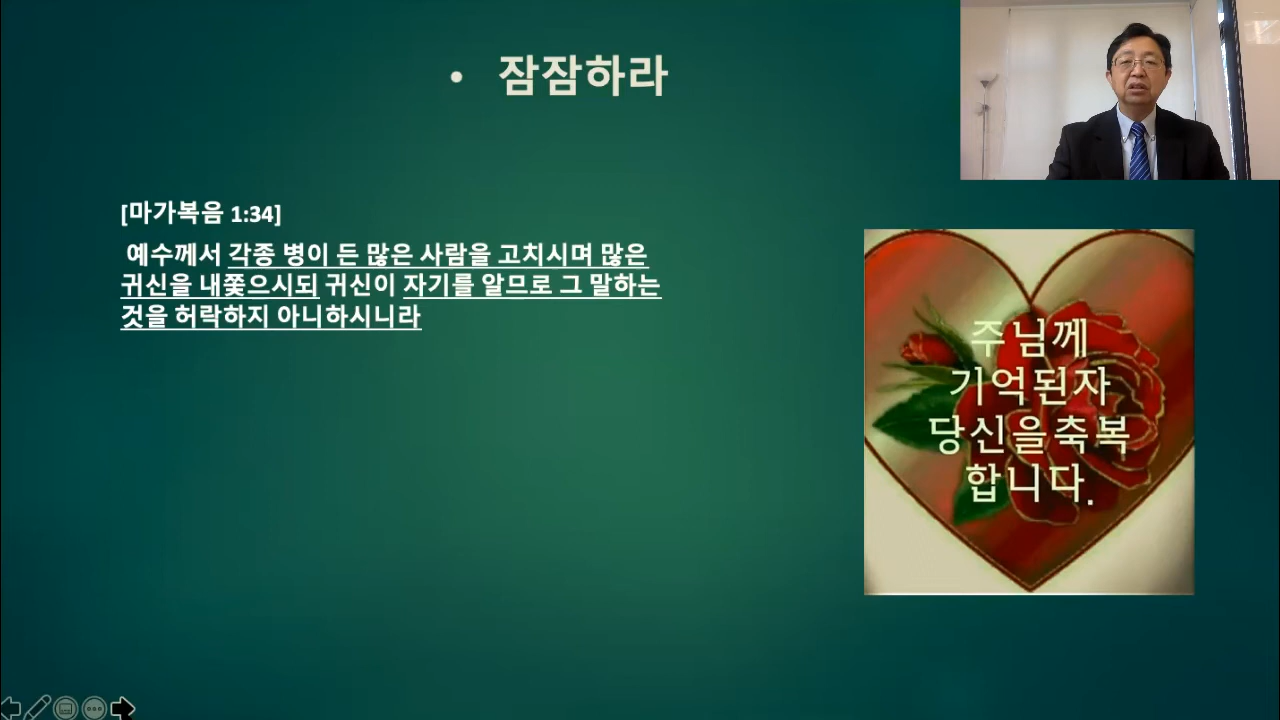 • 잠잠하라
[마가복음 1:34]
예수께서 각종 병이 든 많은 사람을 고치시며 많은
귀신을 내쫓으시되 귀신이 자기를 알므로 그 말하는
것을 허락하지 아니하시니라
주님께
기억된자
당신을축복
합니다.